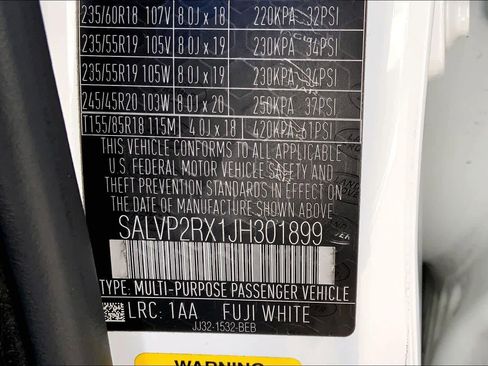 235/60R18 107V 8.0J x 18 220KPA 32PSI
235/55R19 105V 8.0J x 19 230KPA 34PSI
235/55R19 105W 8.0J x 19 230KPA 34PSI
245/45R20 103W 8.0J x 20 250KPA 37PSI
T155/85R18 115M 4.0J x 18 420KPA 61PSI
THIS VEHICLE CONFORMS TO ALL APPLICABLE
U.S. FEDERAL MOTOR VEHICLE SAFETY AND
THEFT PREVENTION STANDARDS IN EFFECT ON
THE DATE OF MANUFACTURE SHOWN ABOVE.
SALVP2RX1JH301899
TYPE: MULTI-PURPOSE PASSENGER VEHICLE
LRC: 1AA FUJI WHITE
JJ32-1532-BEB
WARNING